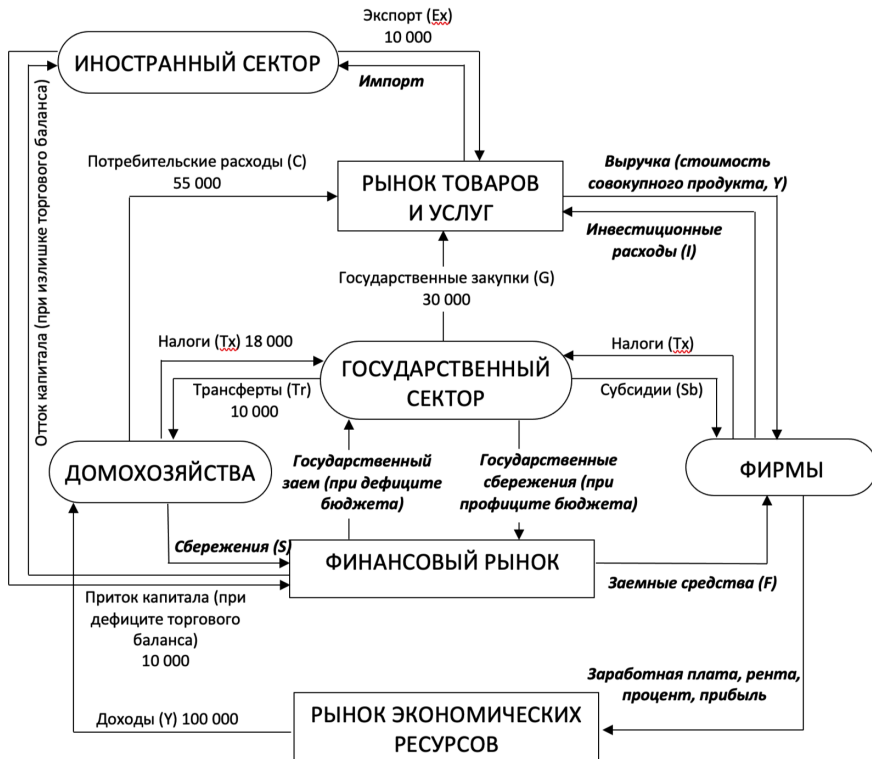 Экспорт (Ex)
10 000
ИНОСТРАННЫЙ СЕКТОР
Импорт
Отток капитала (при излишке торгового баланса)
Потребительские расходы (C)
55 000
РЫНОК ТОВАРОВ
И УСЛУГ
Выручка (стоимость
совокупного продукта, Y)
Инвестиционные
расходы (I)
Государственные закупки (G)
30 000
Налоги (Tx) 18 000
Трансферты (Tr)
10 000
ГОСУДАРСТВЕННЫЙ
СЕКТОР
Налоги (Tx)
Субсидии (Sb)
ДОМОХОЗЯЙСТВА
Государственный
заем (при дефиците
бюджета)
Государственные
сбережения (при
профиците бюджета)
ФИРМЫ
Сбережения (S)
ФИНАНСОВЫЙ РЫНОК
Заемные средства (F)
Приток капитала (при
дефиците торгового
баланса)
10 000
Заработная плата, рента,
процент, прибыль
Доходы (Y) 100 000
РЫНОК ЭКОНОМИЧЕСКИХ
РЕСУРСОВ